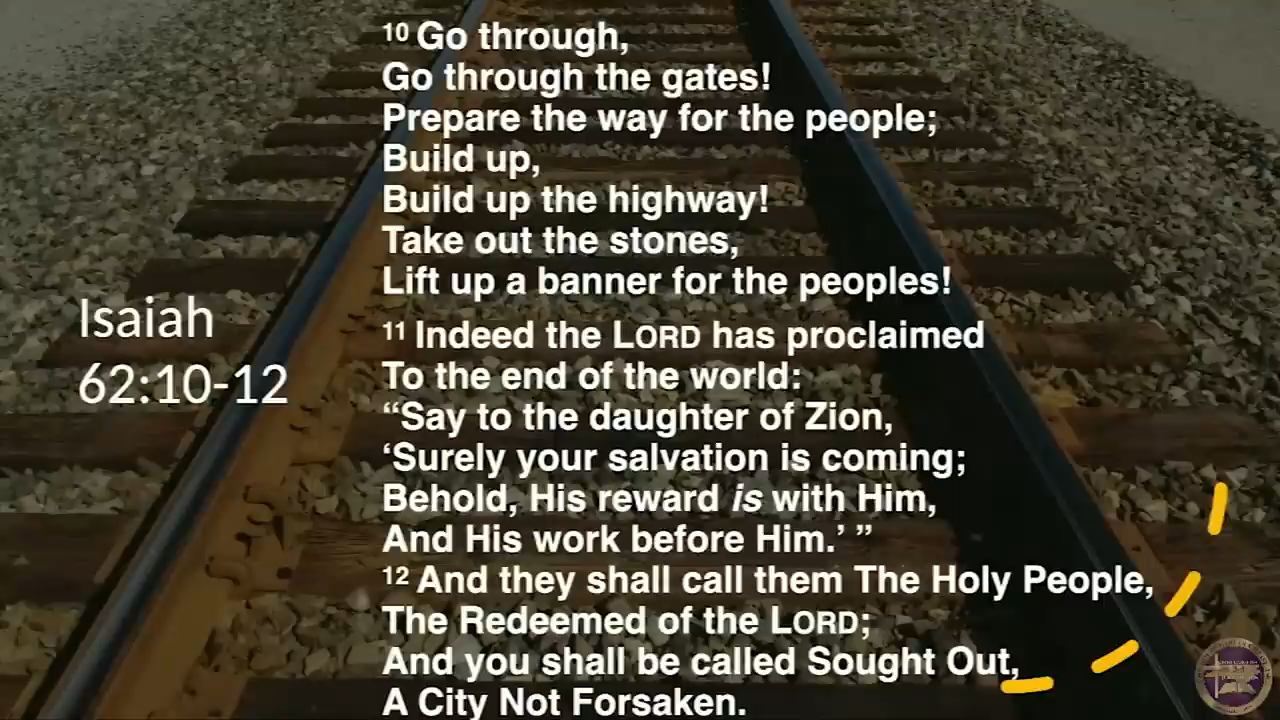 Isaiah
62:10-12
10 Go through,
Go through the gates!
Prepare the way for the people;
Build up,
Build up the highway!
Take out the stones,
Lift up a banner for the peoples!
11 Indeed the LORD has proclaimed
To the end of the world:
“Say to the daughter of Zion,
‘Surely your salvation is coming;
Behold, His reward is with Him,
And His work before Him.’ ”
12 And they shall call them The Holy People,
The Redeemed of the LORD;
And you shall be called Sought Out,
A City Not Forsaken.